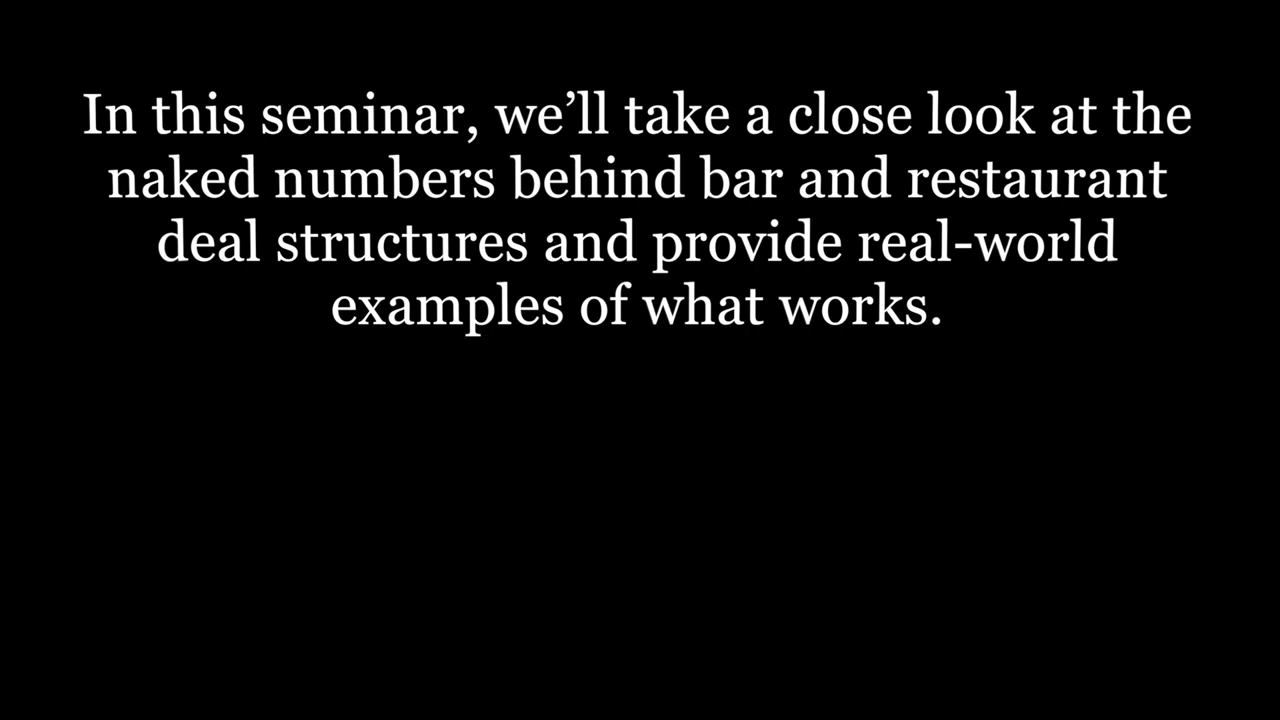 In this seminar, we’ll take a close look at the
naked numbers behind bar and restaurant
deal structures and provide real-world
examples of what works.